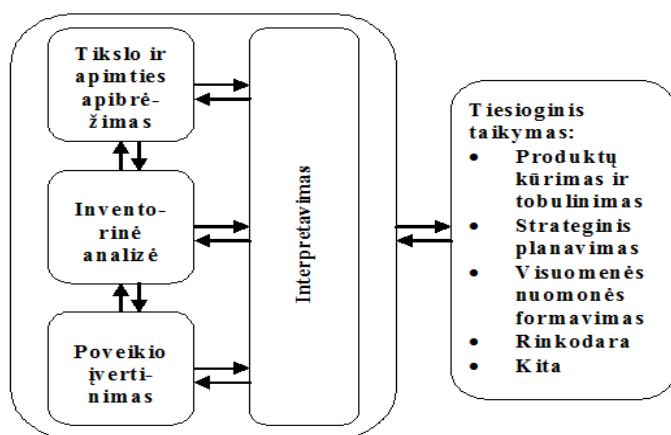 Tikslo ir
apimties
apibrė-
žimas
Invento-
rinė
analizė
Poveikio
įverti-
nimas
Interpretavimas
Tiesioginis
taikymas:
• Produktų
kūrimas ir
tobulinimas
• Strateginis
planavimas
• Visuomenės
nuomonės
formavimas
• Rinkodara
• Kita